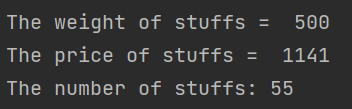 The weight of stuffs =  500
The price of stuffs =  1141
The number of stuffs: 55